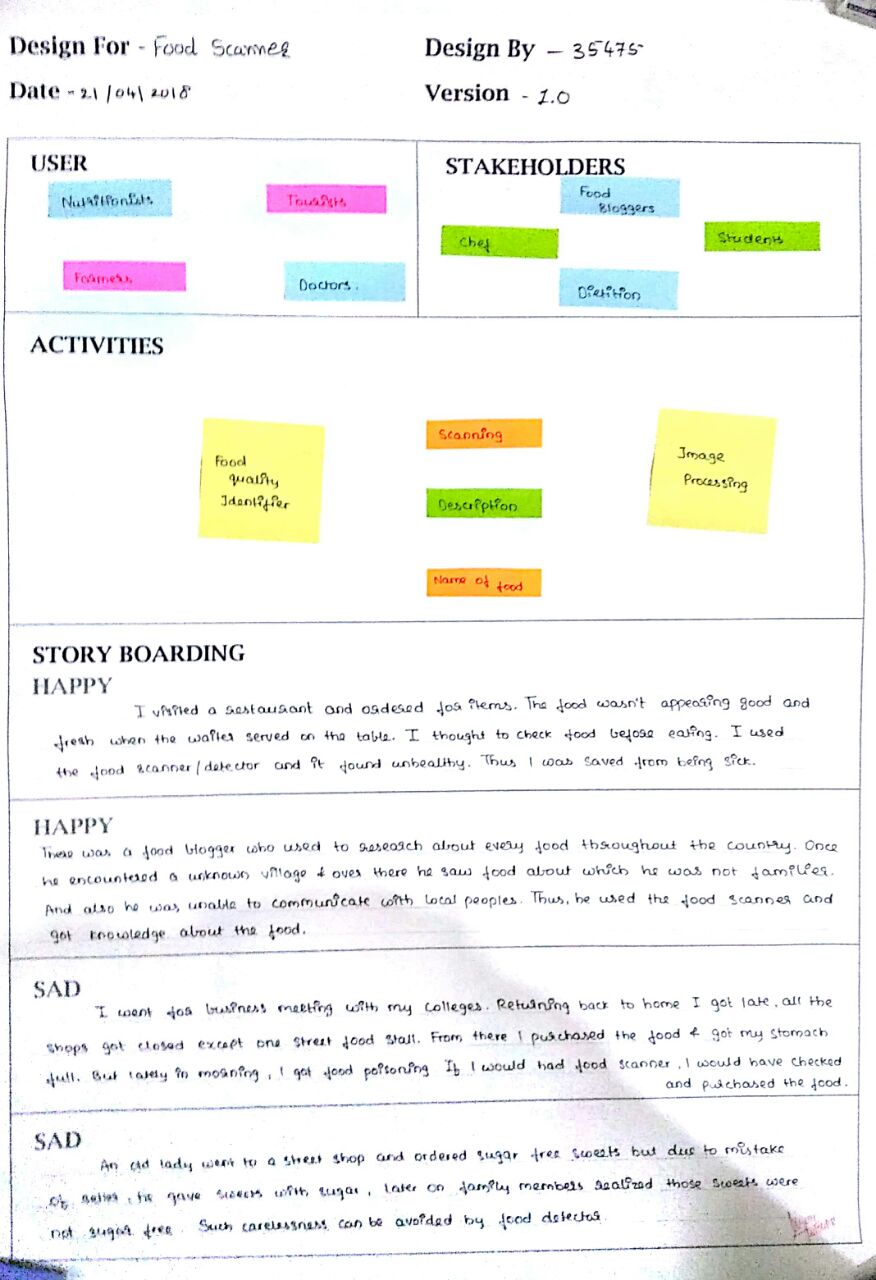 Design For - Food Scanner
Design By - 35475
Date - 21/04/2018
Version - 1.0
USER
Nutritionists
Tourists
Farmers
Doctors.
STAKEHOLDERS
Food
Bloggers
Chef
Students
Dietition
ACTIVITIES
Food
quality
Identifier
Scanning
Description
Name of food
Image
Processing
STORY BOARDING
HAPPY
I visited a restaurant and ordered for items. The food wasn't appearing good and
fresh when the waiter served on the table. I thought to check food before eating. I used
the food scanner/detector and it found unhealthy. Thus I was saved from being sick.
HAPPY
There was a food blogger who used to research about every food throughout the country. Once
he encountered a unknown village & over there he saw food about which he was not familier.
And also he was unable to communicate with local peoples. Thus, he used the food scanner and
got knowledge about the food.
SAD
I went for business meeting with my colleges. Returning back to home I got late, all the
shops got closed except one street food stall. From there I purchased the food & got my stomach
full. But lately in morning, I got food poisoning If I would had food scanner, I would have checked
and purchased the food.
SAD
An old lady went to a street shop and ordered sugar free sweets but due to mistake
of seller, he gave sweets with sugar, later on family members realized those sweets were
not sugar free. Such carelessness can be avoided by food detector.